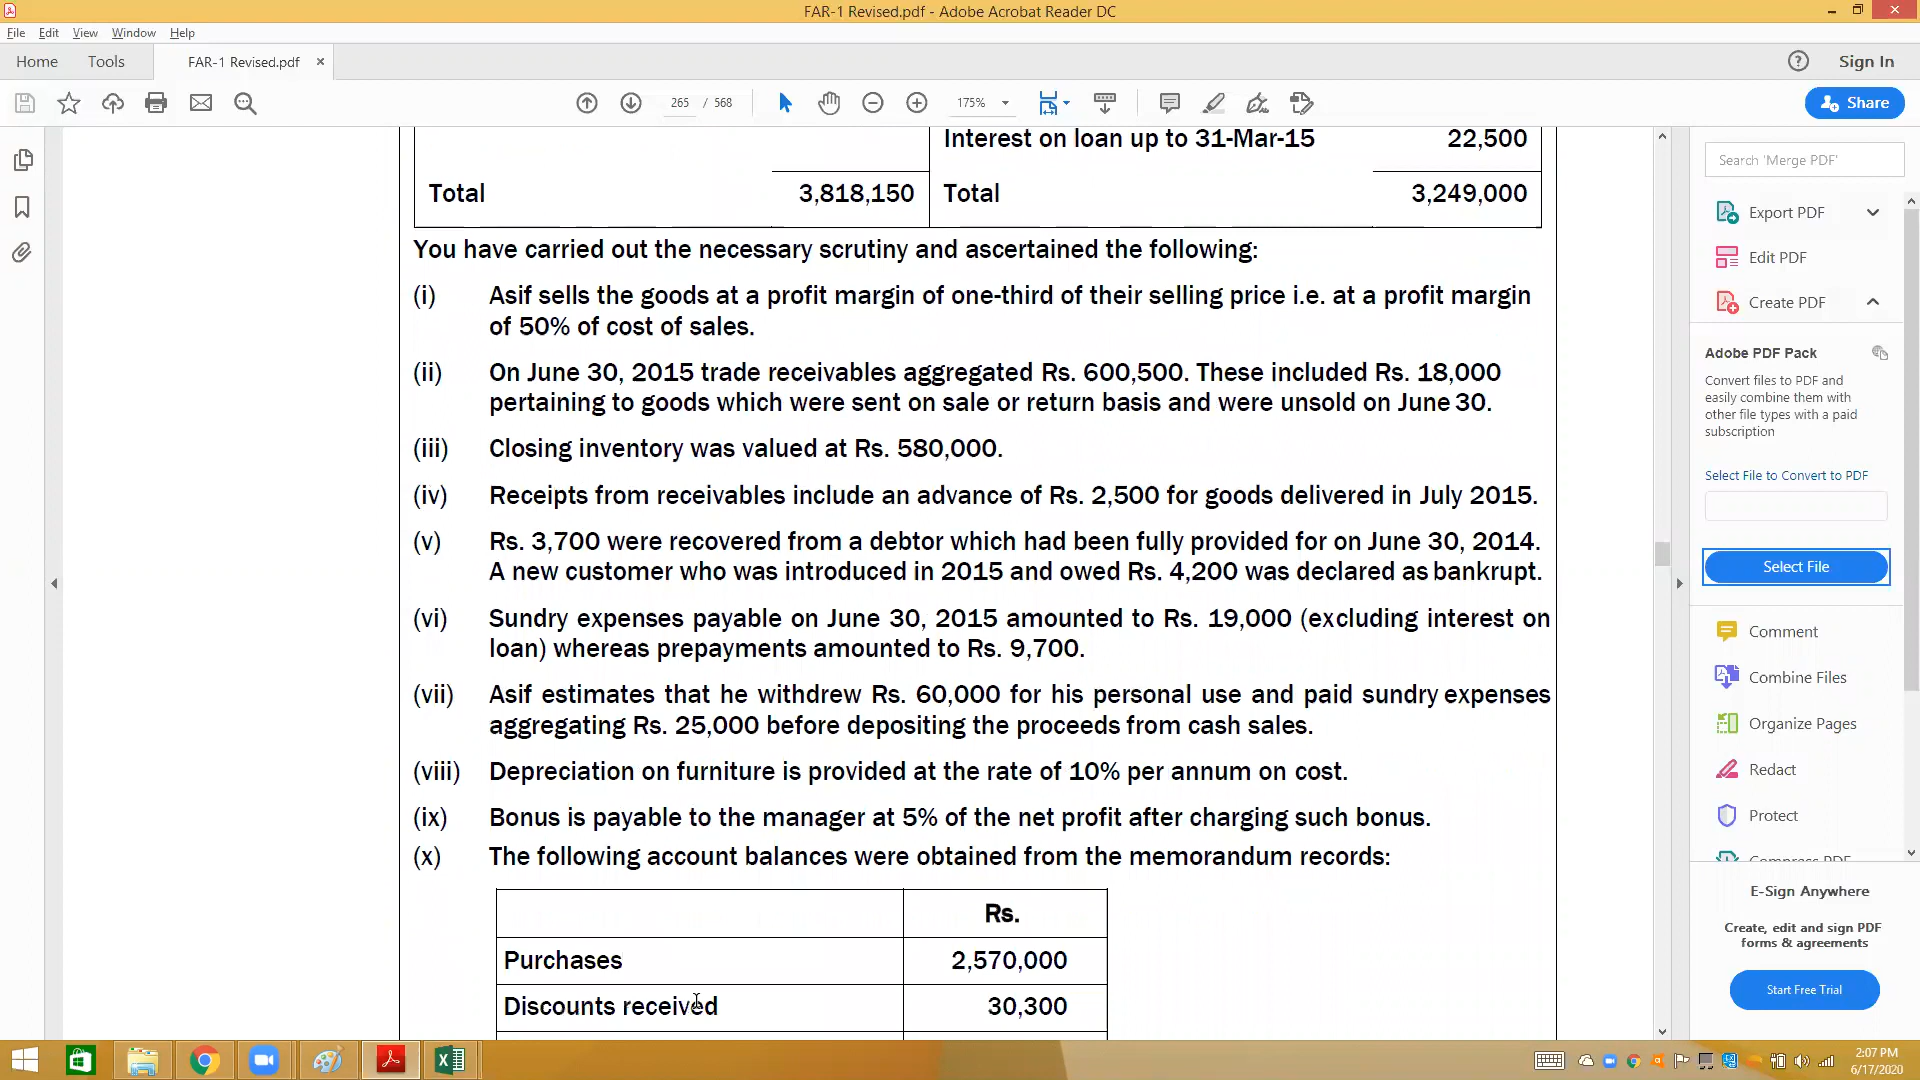 FAR-1 Revised.pdf - Adobe Acrobat Reader DC
File Edit View Window Help
Home Tools FAR-1 Revised.pdf × Sign In
265 / 568 175% Share
Interest on loan up to 31-Mar-15 22,500
Total 3,818,150 Total 3,249,000
You have carried out the necessary scrutiny and ascertained the following:
(i) Asif sells the goods at a profit margin of one-third of their selling price i.e. at a profit margin
of 50% of cost of sales.
(ii) On June 30, 2015 trade receivables aggregated Rs. 600,500. These included Rs. 18,000
pertaining to goods which were sent on sale or return basis and were unsold on June 30.
(iii) Closing inventory was valued at Rs. 580,000.
(iv) Receipts from receivables include an advance of Rs. 2,500 for goods delivered in July 2015.
(v) Rs. 3,700 were recovered from a debtor which had been fully provided for on June 30, 2014.
A new customer who was introduced in 2015 and owed Rs. 4,200 was declared as bankrupt.
(vi) Sundry expenses payable on June 30, 2015 amounted to Rs. 19,000 (excluding interest on
loan) whereas prepayments amounted to Rs. 9,700.
(vii) Asif estimates that he withdrew Rs. 60,000 for his personal use and paid sundry expenses
aggregating Rs. 25,000 before depositing the proceeds from cash sales.
(viii) Depreciation on furniture is provided at the rate of 10% per annum on cost.
(ix) Bonus is payable to the manager at 5% of the net profit after charging such bonus.
(x) The following account balances were obtained from the memorandum records:
Rs.
Purchases 2,570,000
Discounts received 30,300
Search 'Merge PDF'
Export PDF
Edit PDF
Create PDF
Adobe PDF Pack
Convert files to PDF and
easily combine them with
other file types with a paid
subscription
Select File to Convert to PDF
Select File
Comment
Combine Files
Organize Pages
Redact
Protect
Compress PDF
E-Sign Anywhere
Create, edit and sign PDF
forms & agreements
Start Free Trial
2:07 PM
6/17/2020